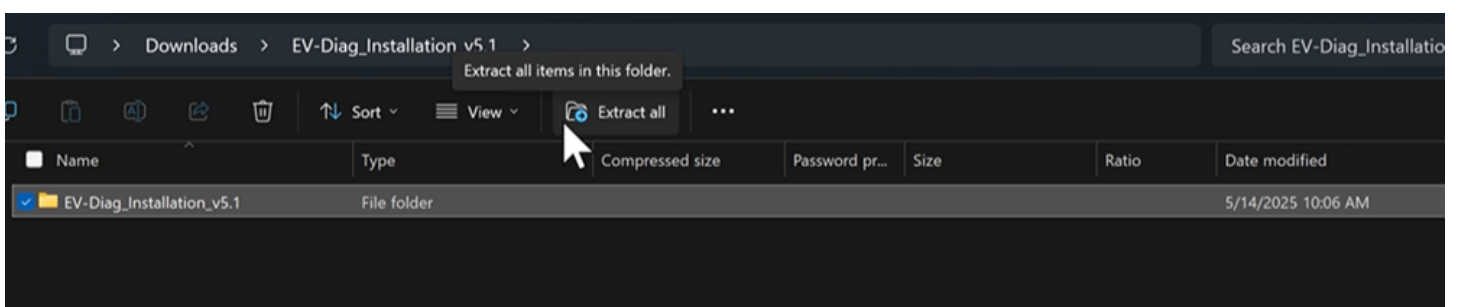 Downloads > EV-Diag_Installation_v5.1 > Search EV-Diag_Installatio
Extract all items in this folder.
Sort View Extract all
Name Type Compressed size Password pr... Size Ratio Date modified
EV-Diag_Installation_v5.1 File folder 5/14/2025 10:06 AM